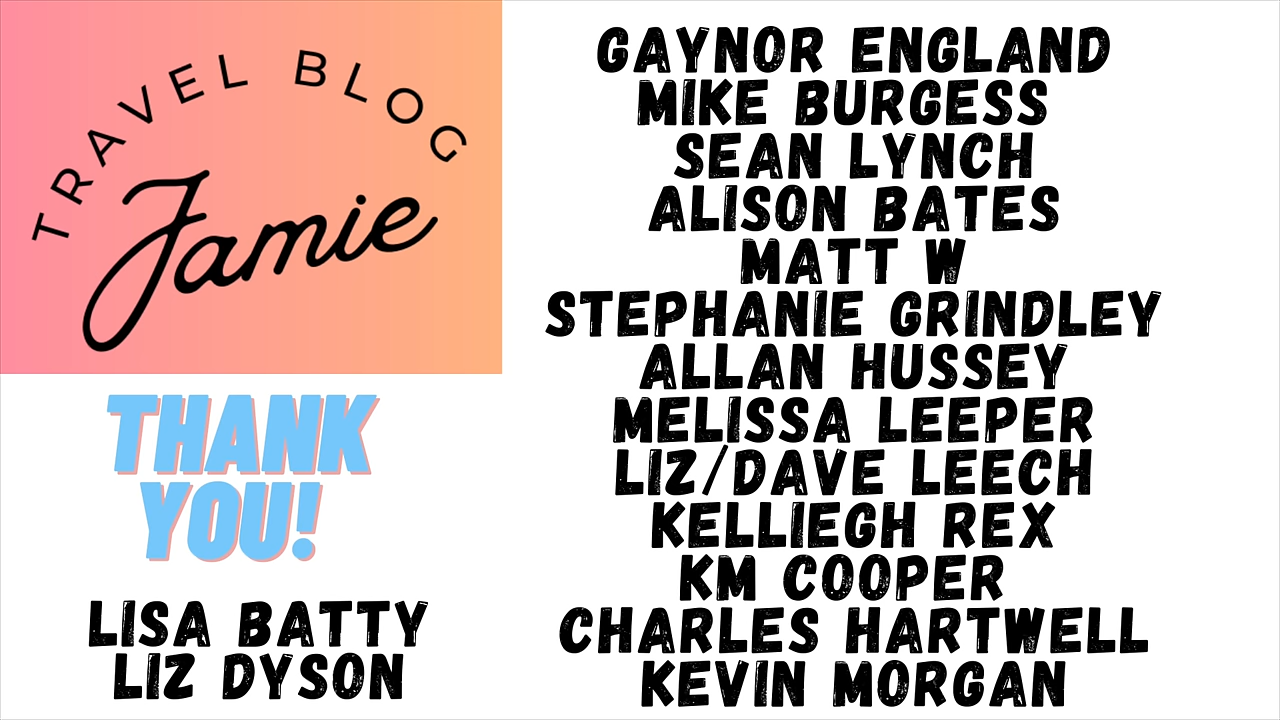 TRAVEL BLOG
Jamie
THANK
YOU!
LISA BATTY
LIZ DYSON
GAYNOR ENGLAND
MIKE BURGESS
SEAN LYNCH
ALISON BATES
MATT W
STEPHANIE GRINDLEY
ALLAN HUSSEY
MELISSA LEEPER
LIZ/DAVE LEECH
KELLIEGH REX
KM COOPER
CHARLES HARTWELL
KEVIN MORGAN